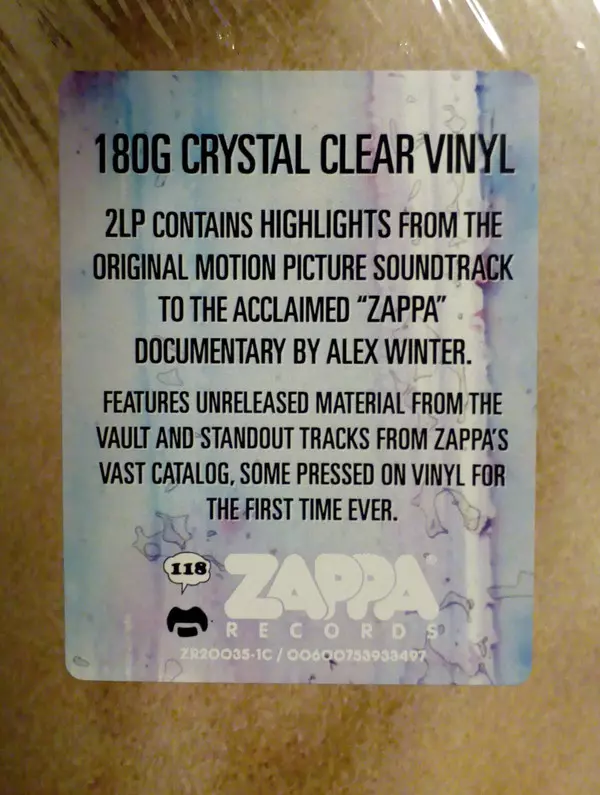 180G CRYSTAL CLEAR VINYL
2LP CONTAINS HIGHLIGHTS FROM THE
ORIGINAL MOTION PICTURE SOUNDTRACK
TO THE ACCLAIMED “ZAPPA”
DOCUMENTARY BY ALEX WINTER.
FEATURES UNRELEASED MATERIAL FROM THE
VAULT AND STANDOUT TRACKS FROM ZAPPA’S
VAST CATALOG, SOME PRESSED ON VINYL FOR
THE FIRST TIME EVER.
118
ZAPPA®
RECORDS
ZR20035-1C / 00600753933497